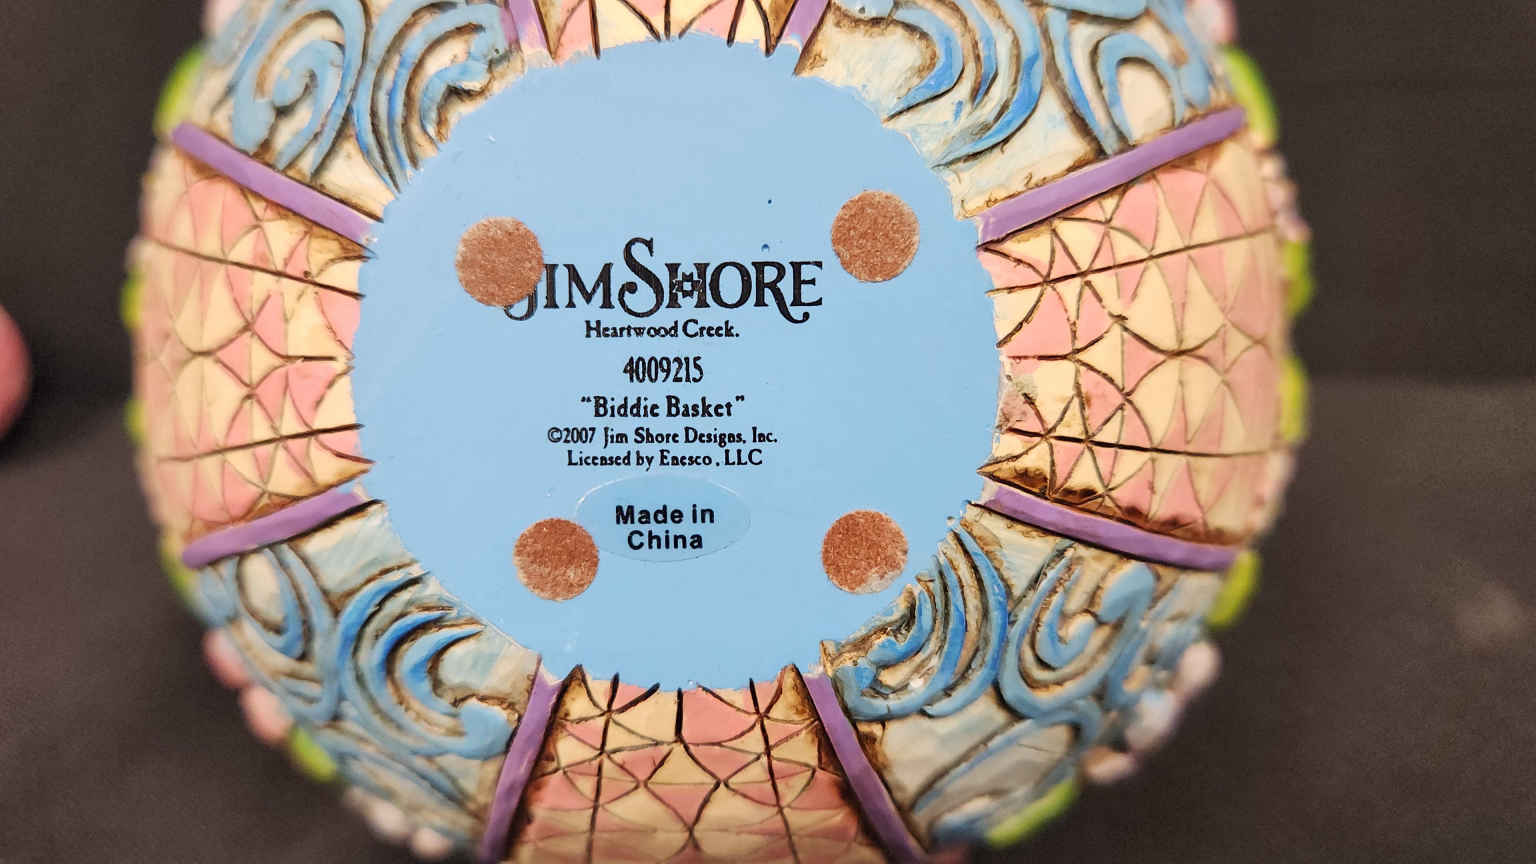 JIM SHORE
Heartwood Creek.
4009215
“Biddie Basket”
©2007 Jim Shore Designs, Inc.
Licensed by Enesco, LLC
Made in
China